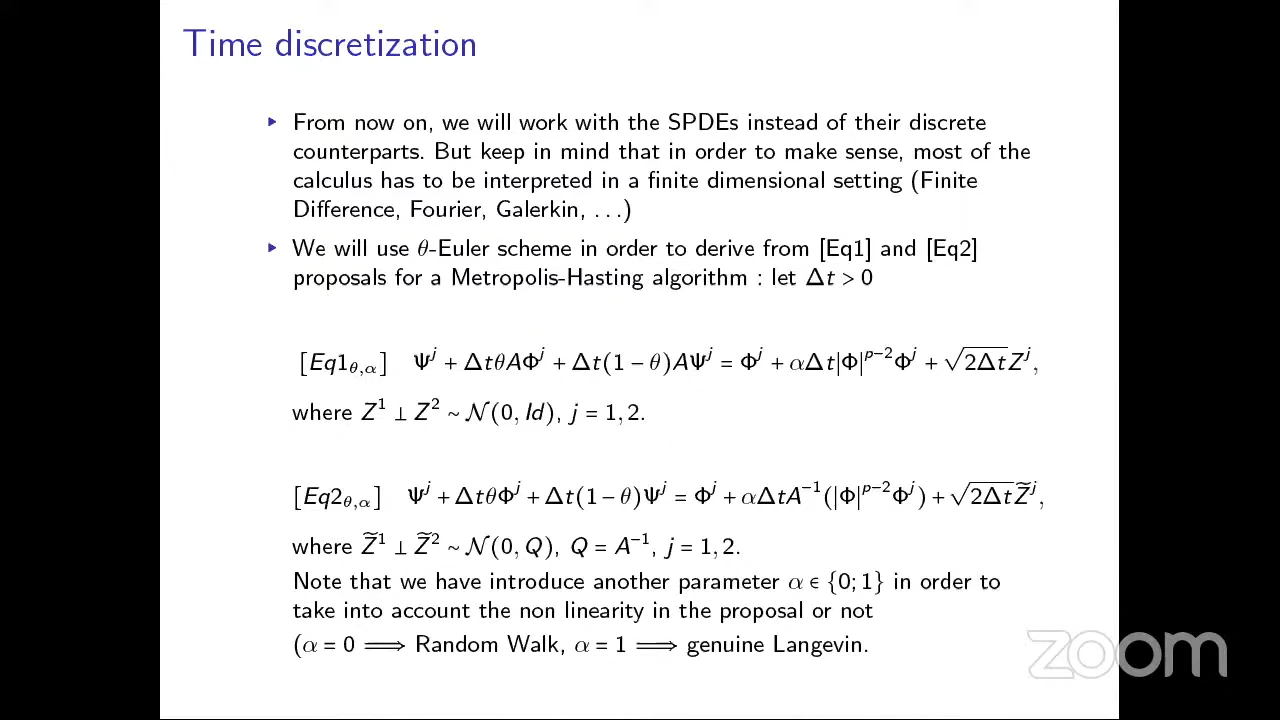 Time discretization
▸ From now on, we will work with the SPDEs instead of their discrete
counterparts. But keep in mind that in order to make sense, most of the
calculus has to be interpreted in a finite dimensional setting (Finite
Difference, Fourier, Galerkin, ...)
▸ We will use θ-Euler scheme in order to derive from [Eq1] and [Eq2]
proposals for a Metropolis-Hasting algorithm : let Δt > 0
[Eq1_{θ,α}] Ψ^j + ΔtθAΦ^j + Δt(1 − θ)AΨ^j = Φ^j + αΔt|Φ|^{p−2}Φ^j + √(2Δt)Z^j,
where Z^1 ⊥ Z^2 ~ 𝒩(0, Id), j = 1, 2.
[Eq2_{θ,α}] Ψ^j + ΔtθΦ^j + Δt(1 − θ)Ψ^j = Φ^j + αΔtA^{−1}(|Φ|^{p−2}Φ^j) + √(2Δt)Z̃^j,
where Z̃^1 ⊥ Z̃^2 ~ 𝒩(0, Q), Q = A^{−1}, j = 1, 2.
Note that we have introduce another parameter α ∈ {0; 1} in order to
take into account the non linearity in the proposal or not
(α = 0 ⟹ Random Walk, α = 1 ⟹ genuine Langevin.
zoom